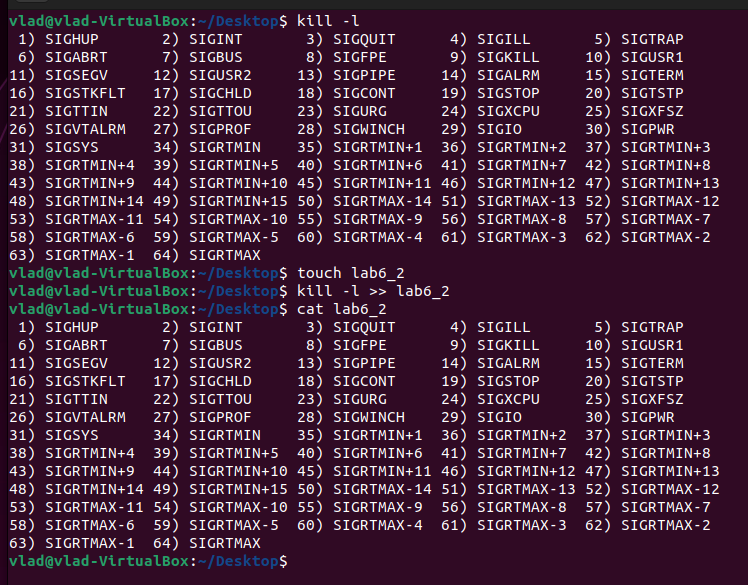 vlad@vlad-VirtualBox:~/Desktop$ kill -l
 1) SIGHUP	 2) SIGINT	 3) SIGQUIT	 4) SIGILL	 5) SIGTRAP
 6) SIGABRT	 7) SIGBUS	 8) SIGFPE	 9) SIGKILL	10) SIGUSR1
11) SIGSEGV	12) SIGUSR2	13) SIGPIPE	14) SIGALRM	15) SIGTERM
16) SIGSTKFLT	17) SIGCHLD	18) SIGCONT	19) SIGSTOP	20) SIGTSTP
21) SIGTTIN	22) SIGTTOU	23) SIGURG	24) SIGXCPU	25) SIGXFSZ
26) SIGVTALRM	27) SIGPROF	28) SIGWINCH	29) SIGIO	30) SIGPWR
31) SIGSYS	34) SIGRTMIN	35) SIGRTMIN+1	36) SIGRTMIN+2	37) SIGRTMIN+3
38) SIGRTMIN+4	39) SIGRTMIN+5	40) SIGRTMIN+6	41) SIGRTMIN+7	42) SIGRTMIN+8
43) SIGRTMIN+9	44) SIGRTMIN+10	45) SIGRTMIN+11	46) SIGRTMIN+12	47) SIGRTMIN+13
48) SIGRTMIN+14	49) SIGRTMIN+15	50) SIGRTMAX-14	51) SIGRTMAX-13	52) SIGRTMAX-12
53) SIGRTMAX-11	54) SIGRTMAX-10	55) SIGRTMAX-9	56) SIGRTMAX-8	57) SIGRTMAX-7
58) SIGRTMAX-6	59) SIGRTMAX-5	60) SIGRTMAX-4	61) SIGRTMAX-3	62) SIGRTMAX-2
63) SIGRTMAX-1	64) SIGRTMAX
vlad@vlad-VirtualBox:~/Desktop$ touch lab6_2
vlad@vlad-VirtualBox:~/Desktop$ kill -l >> lab6_2
vlad@vlad-VirtualBox:~/Desktop$ cat lab6_2
 1) SIGHUP	 2) SIGINT	 3) SIGQUIT	 4) SIGILL	 5) SIGTRAP
 6) SIGABRT	 7) SIGBUS	 8) SIGFPE	 9) SIGKILL	10) SIGUSR1
11) SIGSEGV	12) SIGUSR2	13) SIGPIPE	14) SIGALRM	15) SIGTERM
16) SIGSTKFLT	17) SIGCHLD	18) SIGCONT	19) SIGSTOP	20) SIGTSTP
21) SIGTTIN	22) SIGTTOU	23) SIGURG	24) SIGXCPU	25) SIGXFSZ
26) SIGVTALRM	27) SIGPROF	28) SIGWINCH	29) SIGIO	30) SIGPWR
31) SIGSYS	34) SIGRTMIN	35) SIGRTMIN+1	36) SIGRTMIN+2	37) SIGRTMIN+3
38) SIGRTMIN+4	39) SIGRTMIN+5	40) SIGRTMIN+6	41) SIGRTMIN+7	42) SIGRTMIN+8
43) SIGRTMIN+9	44) SIGRTMIN+10	45) SIGRTMIN+11	46) SIGRTMIN+12	47) SIGRTMIN+13
48) SIGRTMIN+14	49) SIGRTMIN+15	50) SIGRTMAX-14	51) SIGRTMAX-13	52) SIGRTMAX-12
53) SIGRTMAX-11	54) SIGRTMAX-10	55) SIGRTMAX-9	56) SIGRTMAX-8	57) SIGRTMAX-7
58) SIGRTMAX-6	59) SIGRTMAX-5	60) SIGRTMAX-4	61) SIGRTMAX-3	62) SIGRTMAX-2
63) SIGRTMAX-1	64) SIGRTMAX
vlad@vlad-VirtualBox:~/Desktop$